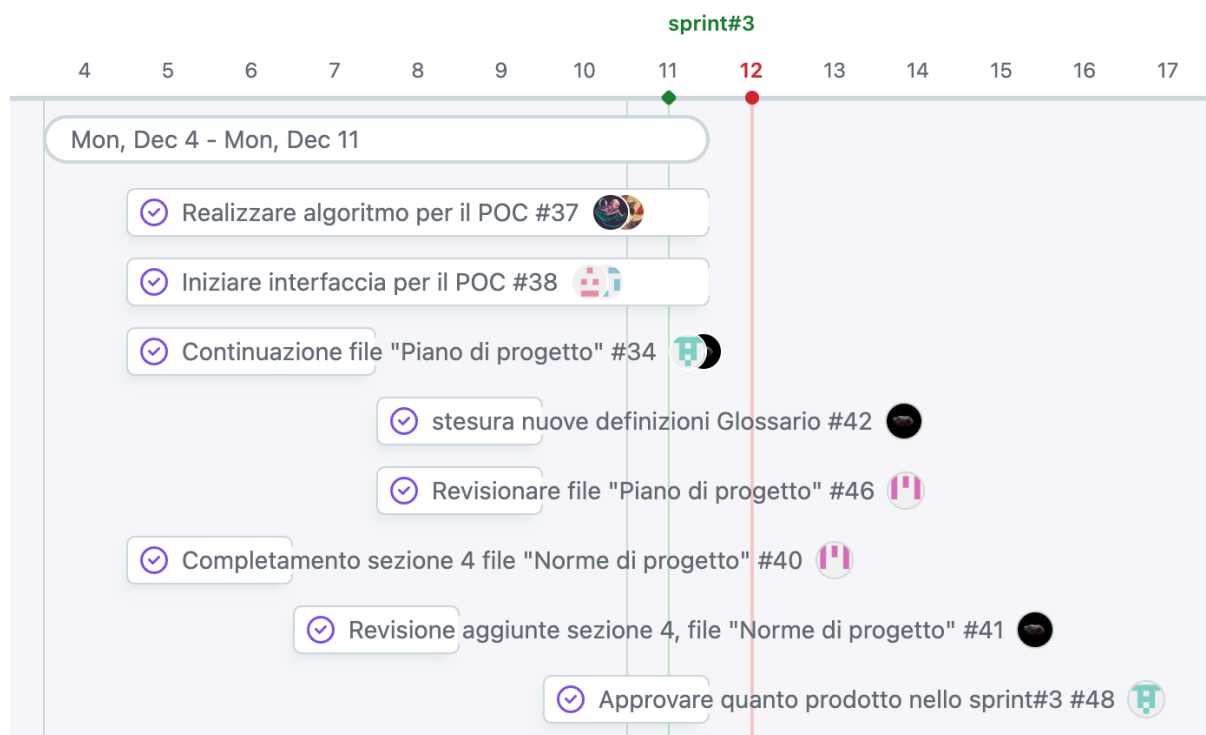 sprint#3
4 5 6 7 8 9 10 11 12 13 14 15 16 17
Mon, Dec 4 - Mon, Dec 11
Realizzare algoritmo per il POC #37
Iniziare interfaccia per il POC #38
Continuazione file "Piano di progetto" #34
stesura nuove definizioni Glossario #42
Revisionare file "Piano di progetto" #46
Completamento sezione 4 file "Norme di progetto" #40
Revisione aggiunte sezione 4, file "Norme di progetto" #41
Approvare quanto prodotto nello sprint#3 #48